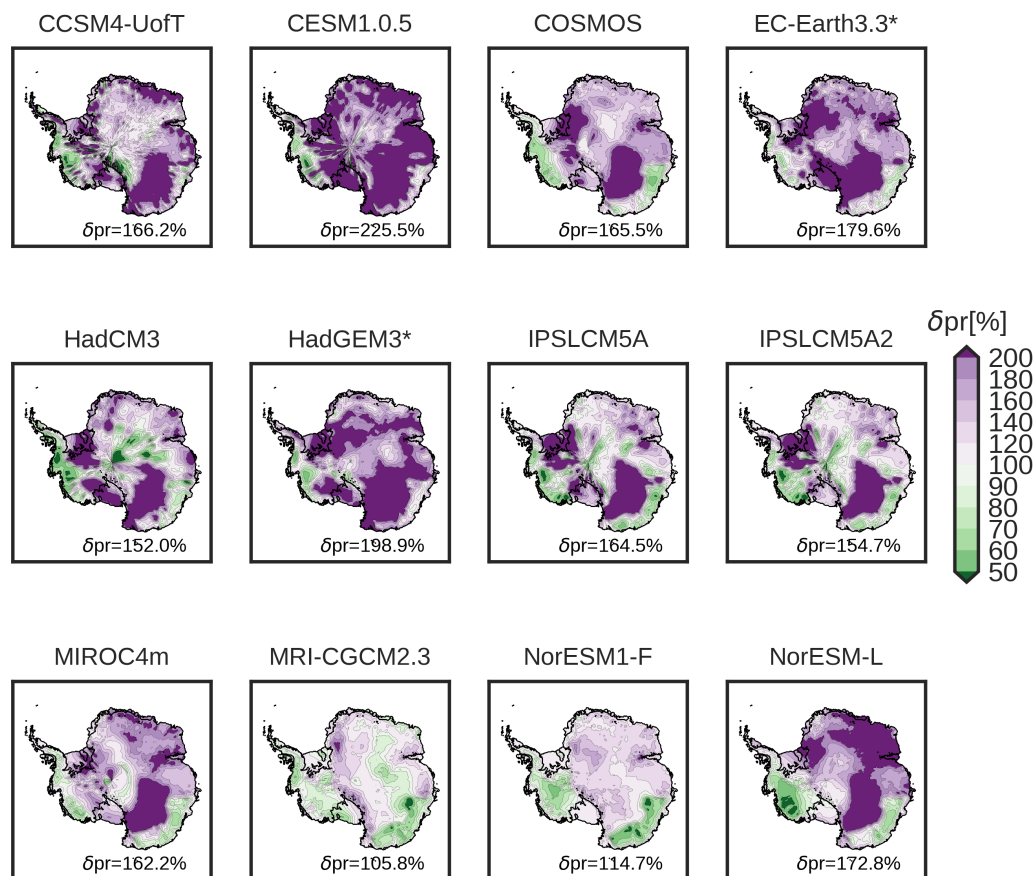 CCSM4-UofT CESM1.0.5 COSMOS EC-Earth3.3*
δpr=166.2% δpr=225.5% δpr=165.5% δpr=179.6%
δpr[%]
HadCM3 HadGEM3* IPSLCM5A IPSLCM5A2
200
180
160
140
120
100
90
80
70
60
50
δpr=152.0% δpr=198.9% δpr=164.5% δpr=154.7%
MIROC4m MRI-CGCM2.3 NorESM1-F NorESM-L
δpr=162.2% δpr=105.8% δpr=114.7% δpr=172.8%